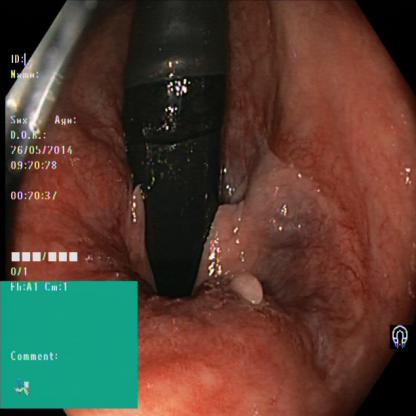 ID:
Name:
Sex: Age:
D.O.B.:
26/05/2014
09:20:28
00:20:37
/
0/1
Eh:A1 Cm:1
Comment: